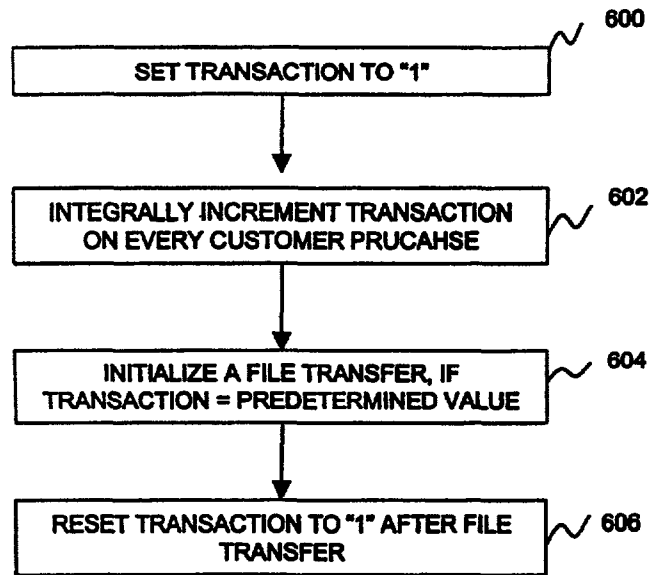 600
SET TRANSACTION TO "1"
602
INTEGRALLY INCREMENT TRANSACTION
ON EVERY CUSTOMER PRUCAHSE
604
INITIALIZE A FILE TRANSFER, IF
TRANSACTION = PREDETERMINED VALUE
RESET TRANSACTION TO "1" AFTER FILE
TRANSFER
606